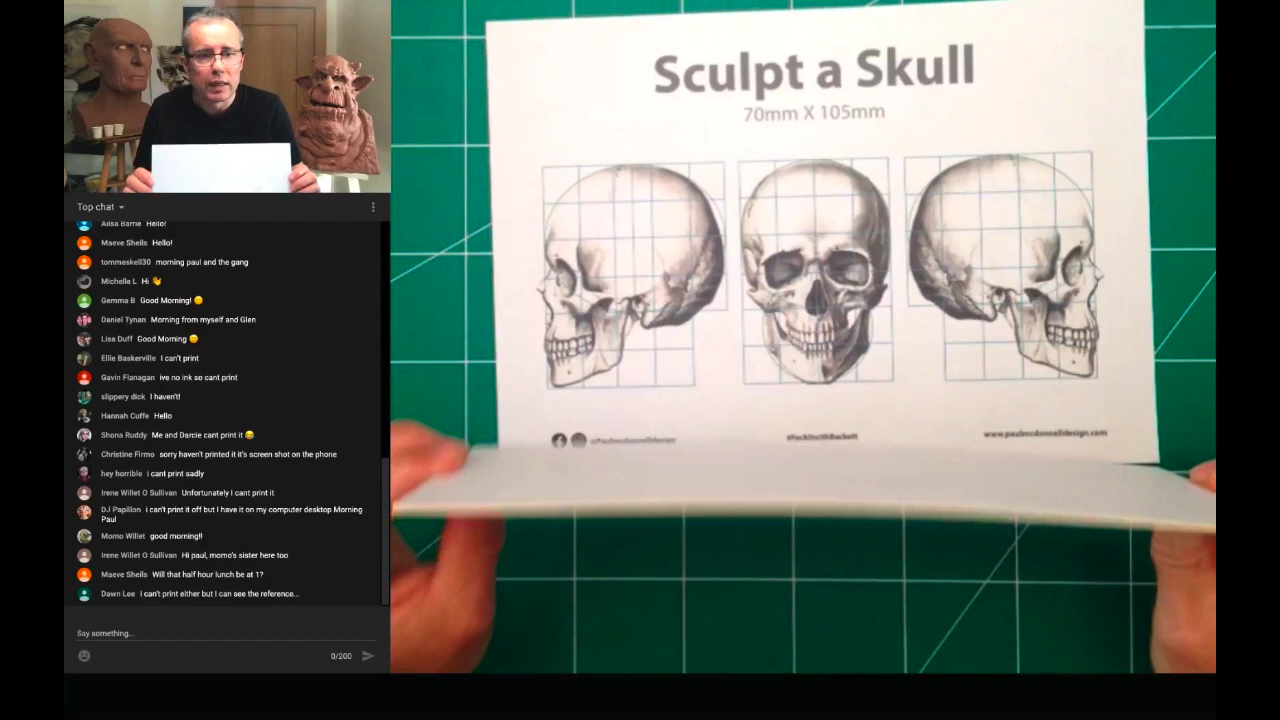 Top chat
Ailsa Barrie Hello!
Maeve Sheils Hello!
tommeskell30 morning paul and the gang
Michelle L Hi 👋
Gemma B Good Morning! 😊
Daniel Tynan Morning from myself and Glen
Lisa Duff Good Morning 😊
Ellie Baskerville I can't print
Gavin Flanagan ive no ink so cant print
slippery dick I haven't!
Hannah Cuffe Hello
Shona Ruddy Me and Darcie cant print it 😂
Christine Firmo sorry haven't printed it it's screen shot on the phone
hey horrible i cant print sadly
Irene Willet O Sullivan Unfortunately I cant print it
DJ Papillon i can't print it off but I have it on my computer desktop Morning
Paul
Momo Willet good morning!!
Irene Willet O Sullivan Hi paul, momo's sister here too
Maeve Sheils Will that half hour lunch be at 1?
Dawn Lee I can't print either but I can see the reference...
Say something...
0/200
Sculpt a Skull
70mm X 105mm
@Paulmcdonnelldesign
#FeckItwithBeckett
www.paulmcdonnelldesign.com